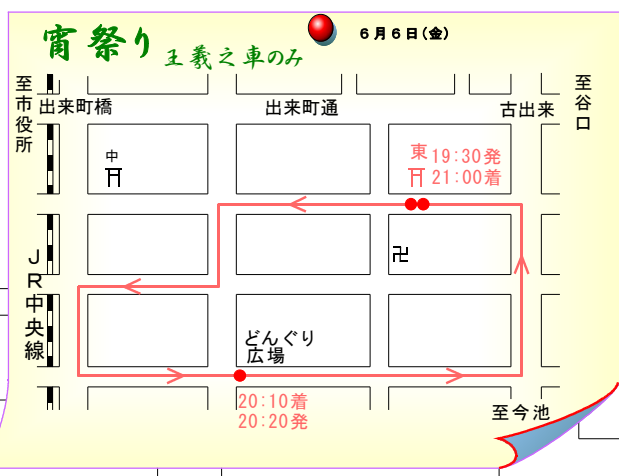 宵祭り
王羲之車のみ
6月6日(金)
至市役所
出来町橋
出来町通
古出来
至谷口
中
東
19:30発
21:00着
JR中央線
どんぐり
広場
20:10着
20:20発
至今池